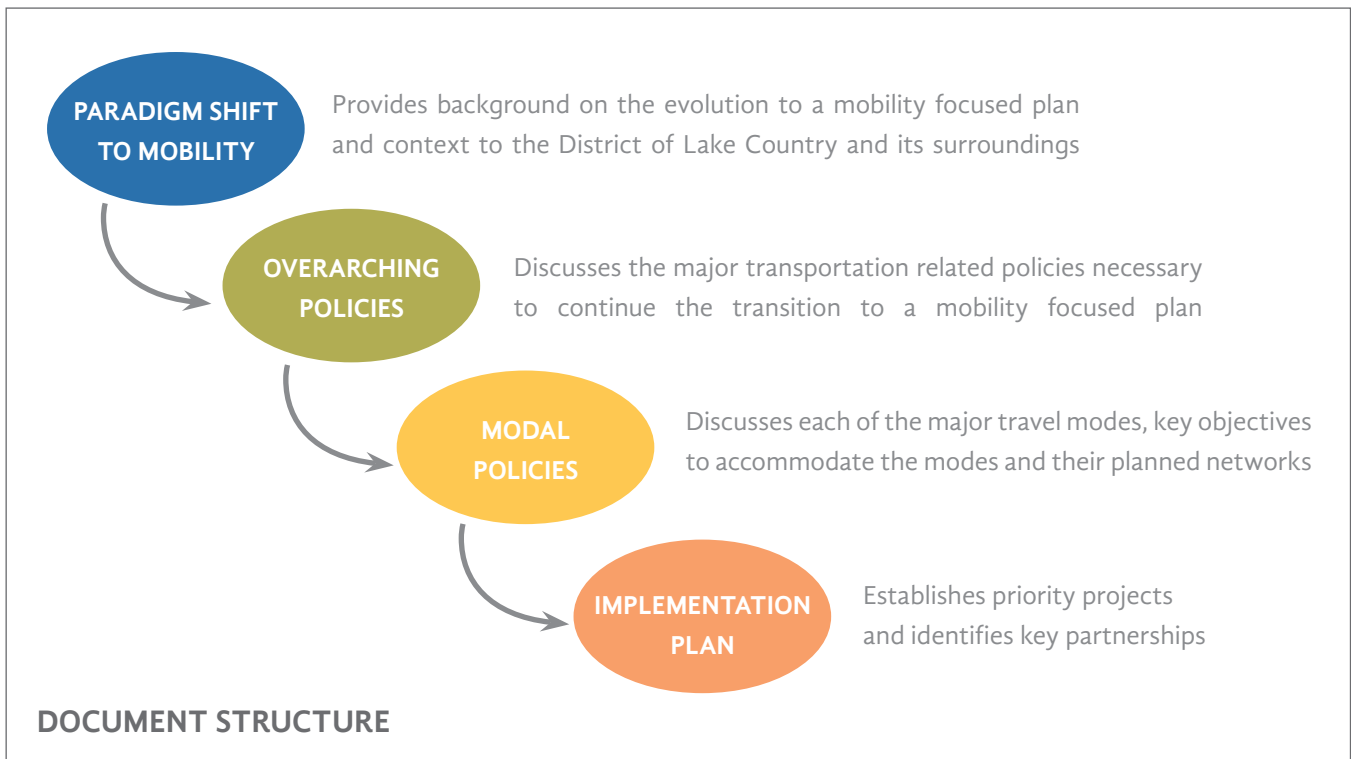 PARADIGM SHIFT
TO MOBILITY
Provides background on the evolution to a mobility focused plan
and context to the District of Lake Country and its surroundings
OVERARCHING
POLICIES
Discusses the major transportation related policies necessary
to continue the transition to a mobility focused plan
MODAL
POLICIES
Discusses each of the major travel modes, key objectives
to accommodate the modes and their planned networks
IMPLEMENTATION
PLAN
Establishes priority projects
and identifies key partnerships
DOCUMENT STRUCTURE